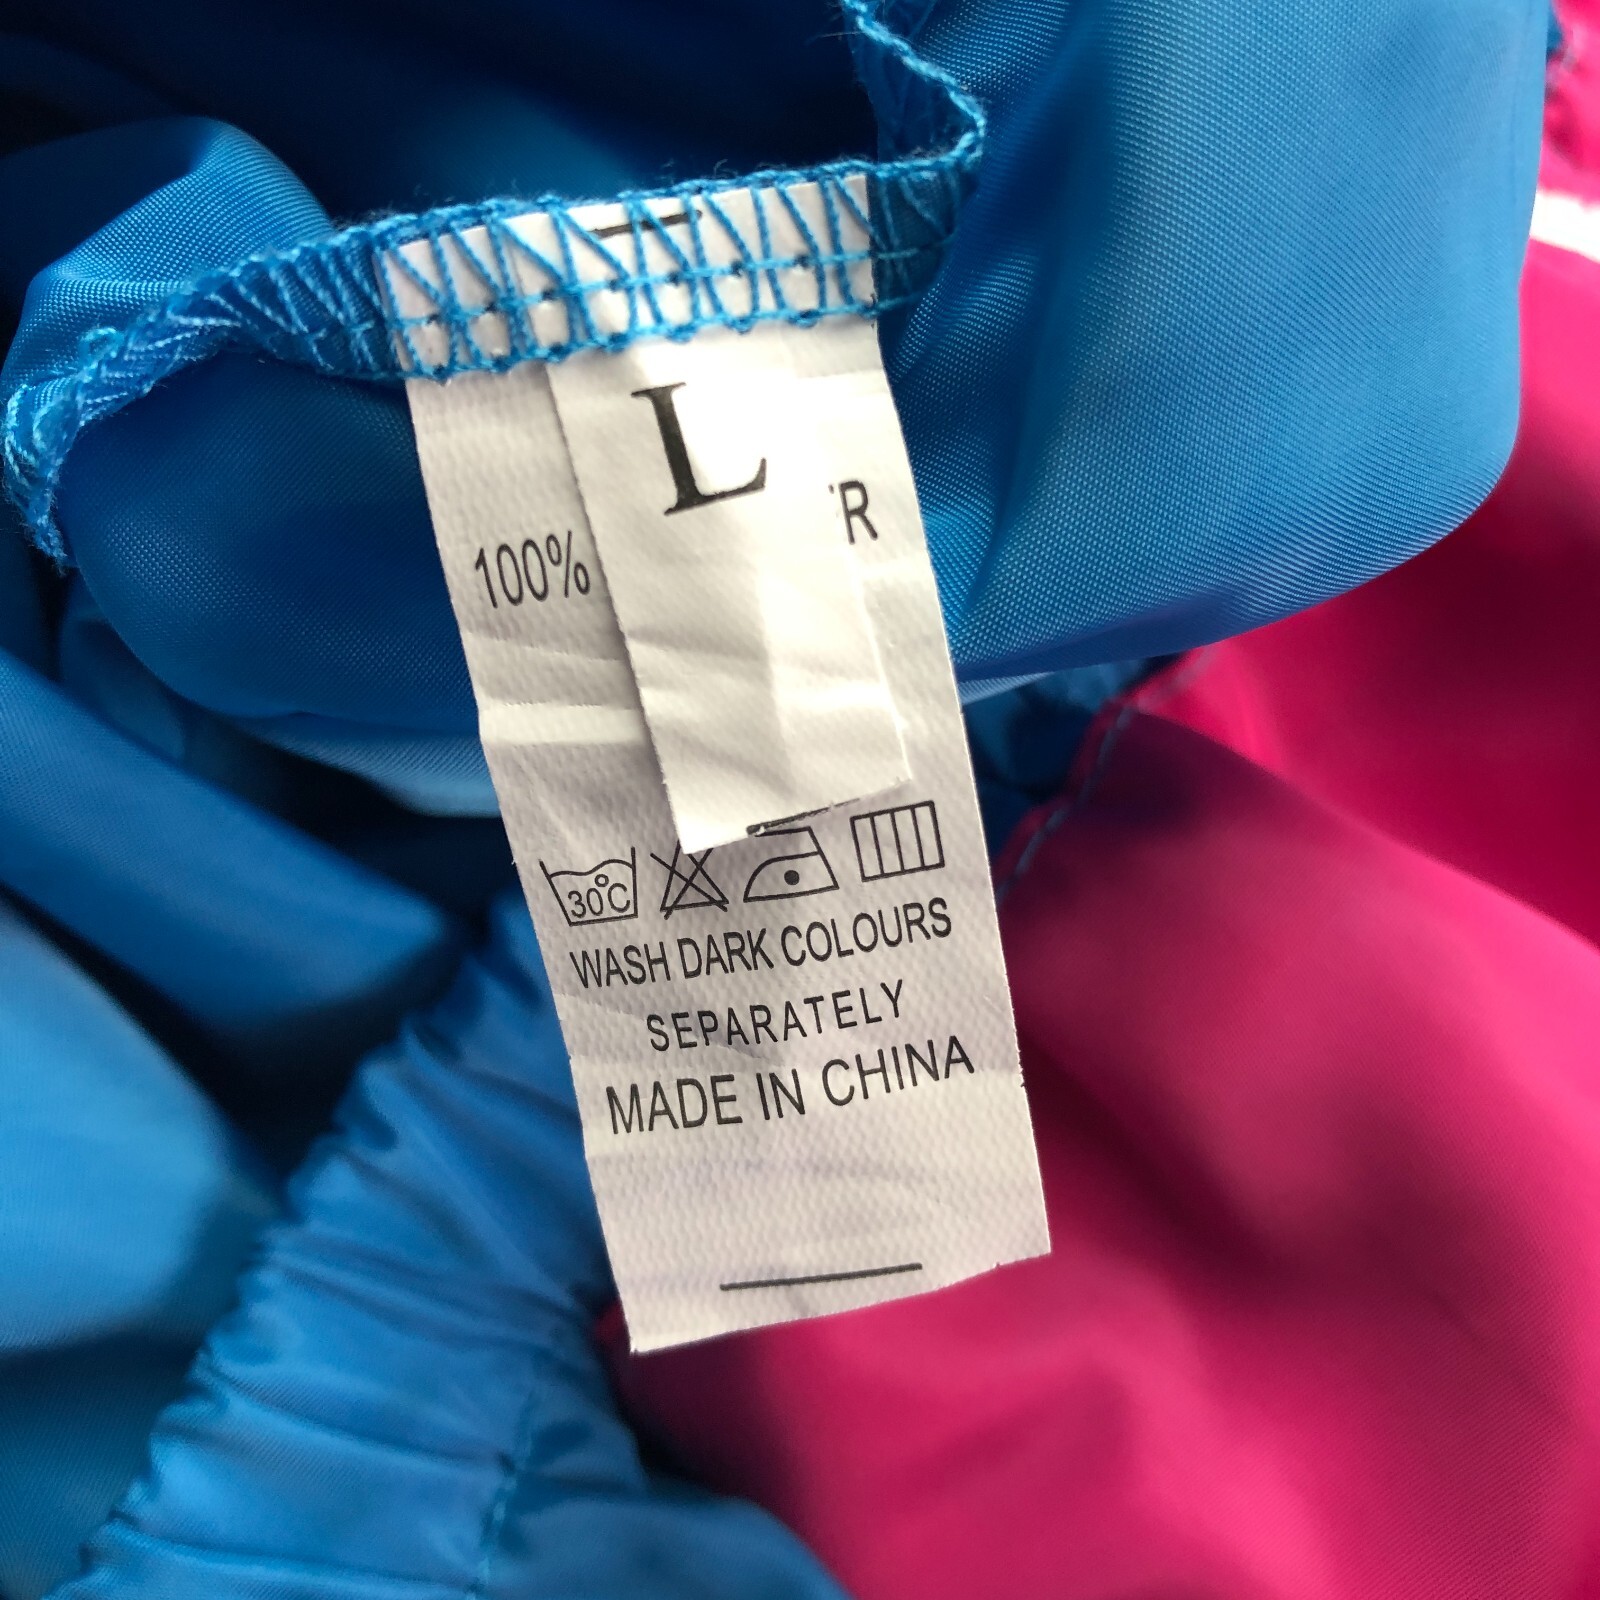 L
100%
30°C
WASH DARK COLOURS
SEPARATELY
MADE IN CHINA